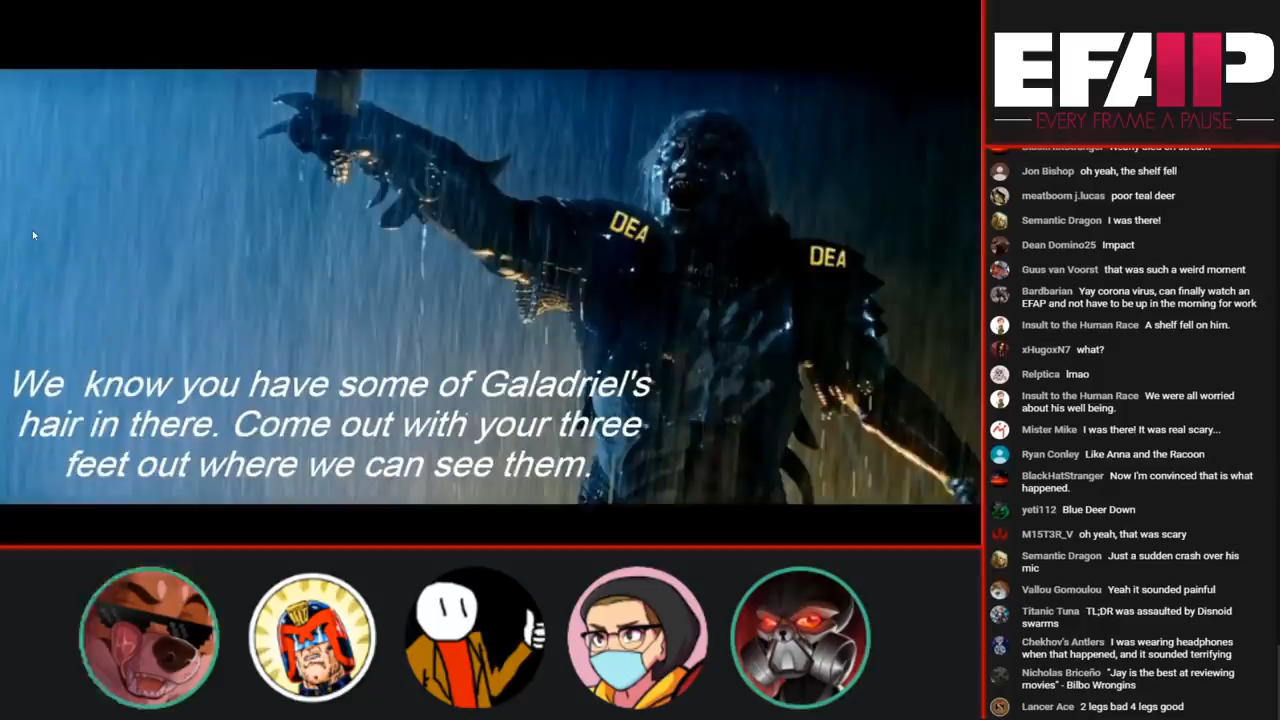 EFAP
EVERY FRAME A PAUSE
DEA
DEA
We  know you have some of Galadriel's
hair in there. Come out with your three
feet out where we can see them.
BlackHatStranger Nearly died on stream
Jon Bishop oh yeah, the shelf fell
meatboom j.lucas poor teal deer
Semantic Dragon I was there!
Dean Domino25 Impact
Guus van Voorst that was such a weird moment
Bardbarian Yay corona virus, can finally watch an
EFAP and not have to be up in the morning for work
Insult to the Human Race A shelf fell on him.
xHugoxN7 what?
Relptica lmao
Insult to the Human Race We were all worried
about his well being.
Mister Mike I was there! It was real scary...
Ryan Conley Like Anna and the Racoon
BlackHatStranger Now I'm convinced that is what
happened.
yeti112 Blue Deer Down
M15T3R_V oh yeah, that was scary
Semantic Dragon Just a sudden crash over his
mic
Vallou Gomoulou Yeah it sounded painful
Titanic Tuna TL;DR was assaulted by Disnoid
swarms
Chekhov's Antlers I was wearing headphones
when that happened, and it sounded terrifying
Nicholas Briceño "Jay is the best at reviewing
movies" - Bilbo Wrongins
Lancer Ace 2 legs bad 4 legs good